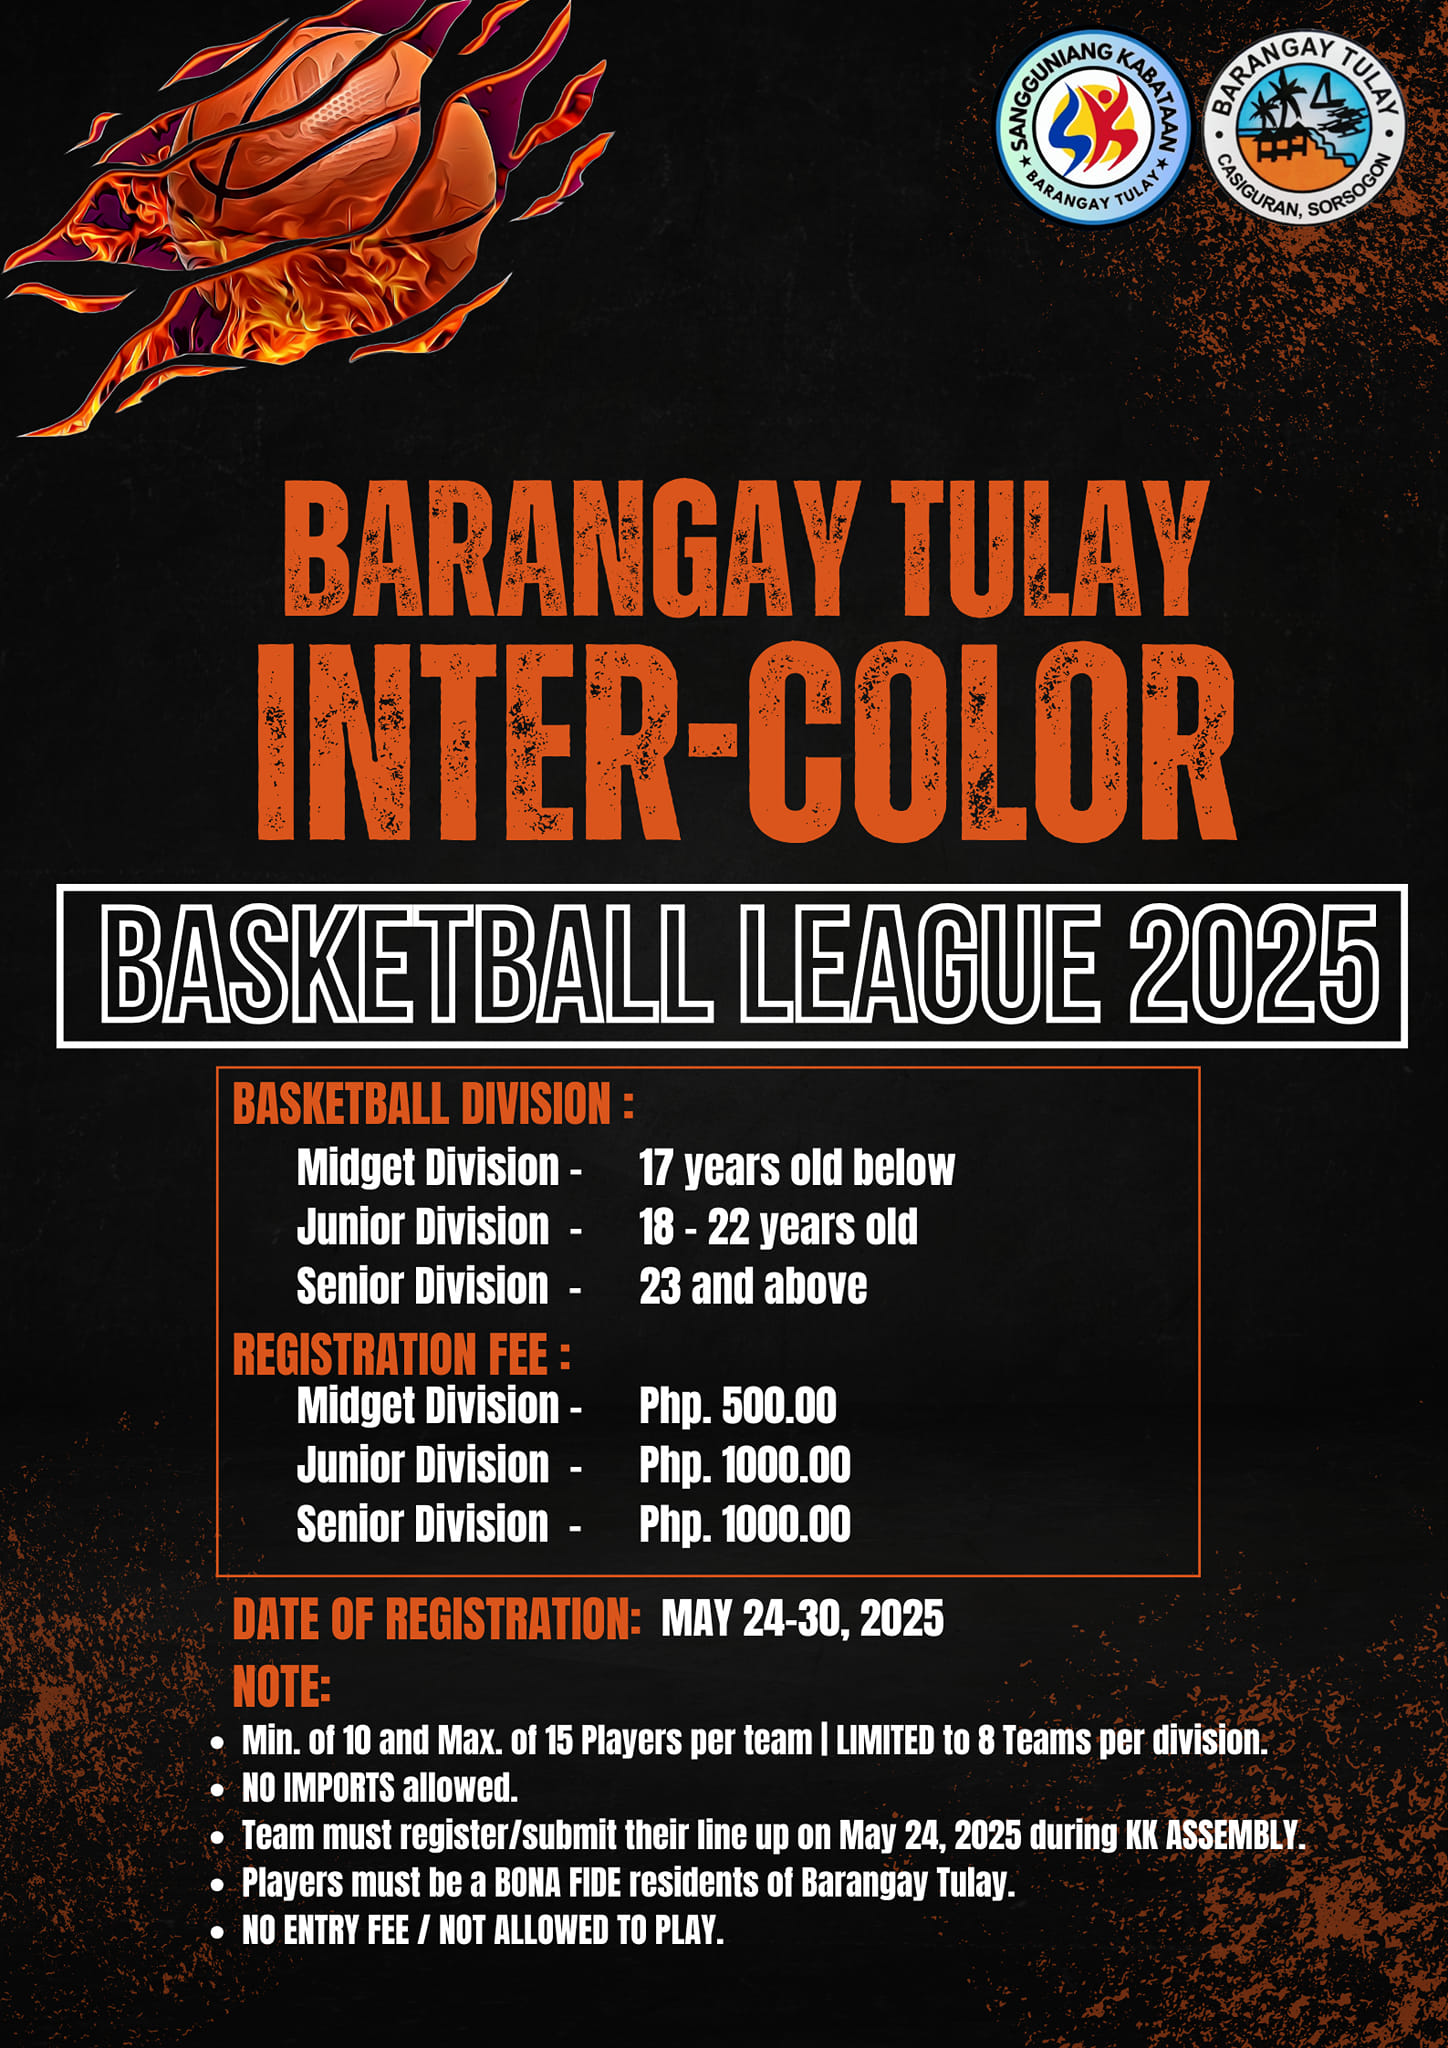 SANGGUNIANG KABATAAN
★ BARANGAY TULAY ★
BARANGAY TULAY
• CASIGURAN, SORSOGON •
BARANGAY TULAY
INTER-COLOR
BASKETBALL LEAGUE 2025
BASKETBALL DIVISION :
Midget Division - 17 years old below
Junior Division - 18 - 22 years old
Senior Division - 23 and above
REGISTRATION FEE :
Midget Division - Php. 500.00
Junior Division - Php. 1000.00
Senior Division - Php. 1000.00
DATE OF REGISTRATION: MAY 24-30, 2025
NOTE:
• Min. of 10 and Max. of 15 Players per team | LIMITED to 8 Teams per division.
• NO IMPORTS allowed.
• Team must register/submit their line up on May 24, 2025 during KK ASSEMBLY.
• Players must be a BONA FIDE residents of Barangay Tulay.
• NO ENTRY FEE / NOT ALLOWED TO PLAY.